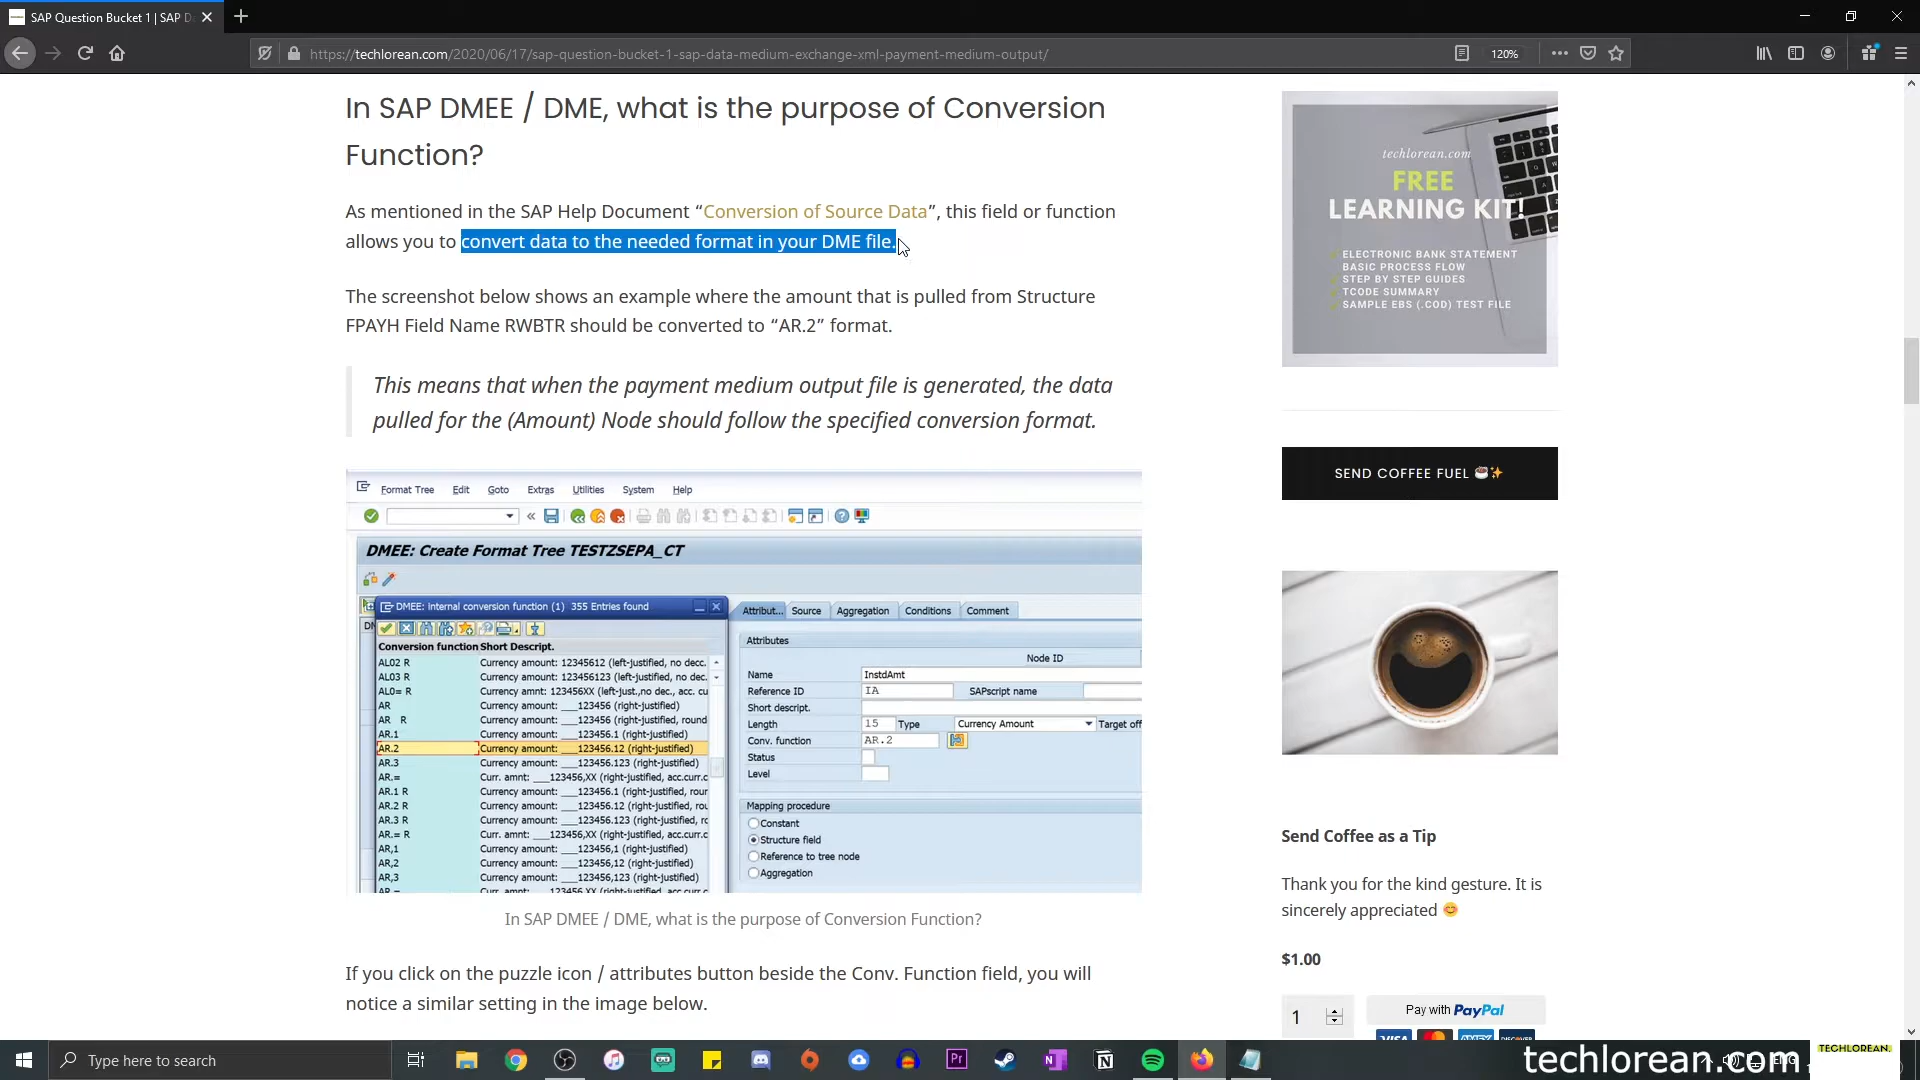 SAP Question Bucket 1 | SAP D
https://techlorean.com/2020/06/17/sap-question-bucket-1-sap-data-medium-exchange-xml-payment-medium-output/
120%
In SAP DMEE / DME, what is the purpose of Conversion
Function?
As mentioned in the SAP Help Document “Conversion of Source Data”, this field or function
allows you to convert data to the needed format in your DME file.
The screenshot below shows an example where the amount that is pulled from Structure
FPAYH Field Name RWBTR should be converted to “AR.2” format.
This means that when the payment medium output file is generated, the data
pulled for the (Amount) Node should follow the specified conversion format.
Format Tree Edit Goto Extras Utilities System Help
DMEE: Create Format Tree TESTZSEPA_CT
DMEE: Internal conversion function (1) 355 Entries found
Conversion function Short Descript.
AL02 R Currency amount: 12345612 (left-justified, no decc.
AL03 R Currency amount: 123456123 (left-justified, no dec.
AL0= R Currency amnt: 123456XX (left-just.,no dec., acc. cu
AR Currency amount: ___123456 (right-justified)
AR R Currency amount: ___123456 (right-justified, round
AR.1 Currency amount: ___123456.1 (right-justified)
AR.2 Currency amount: ___123456.12 (right-justified)
AR.3 Currency amount: ___123456.123 (right-justified)
AR.= Curr. amnt: ___123456,XX (right-justified, acc.curr.c
AR.1 R Currency amount: ___123456.1 (right-justified, rour
AR.2 R Currency amount: ___123456.12 (right-justified, rou
AR.3 R Currency amount: ___123456.123 (right-justified, rc
AR.= R Curr. amnt: ___123456,XX (right-justified, acc.curr.c
AR,1 Currency amount: ___123456,1 (right-justified)
AR,2 Currency amount: ___123456,12 (right-justified)
AR,3 Currency amount: ___123456,123 (right-justified)
DM
Attribut... Source Aggregation Conditions Comment
Attributes
Node ID
Name InstdAmt
Reference ID IA SAPscript name
Short descript.
Length 15 Type Currency Amount Target off
Conv. function AR.2
Status
Level
Mapping procedure
Constant
Structure field
Reference to tree node
Aggregation
In SAP DMEE / DME, what is the purpose of Conversion Function?
If you click on the puzzle icon / attributes button beside the Conv. Function field, you will
notice a similar setting in the image below.
techlorean.com
FREE
LEARNING KIT!
ELECTRONIC BANK STATEMENT
BASIC PROCESS FLOW
STEP BY STEP GUIDES
TCODE SUMMARY
SAMPLE EBS (.COD) TEST FILE
SEND COFFEE FUEL ☕✨
Send Coffee as a Tip
Thank you for the kind gesture. It is
sincerely appreciated 😊
$1.00
1
Pay with PayPal
VISA
Type here to search
Pr
techlorean.com
TECHLOREAN.